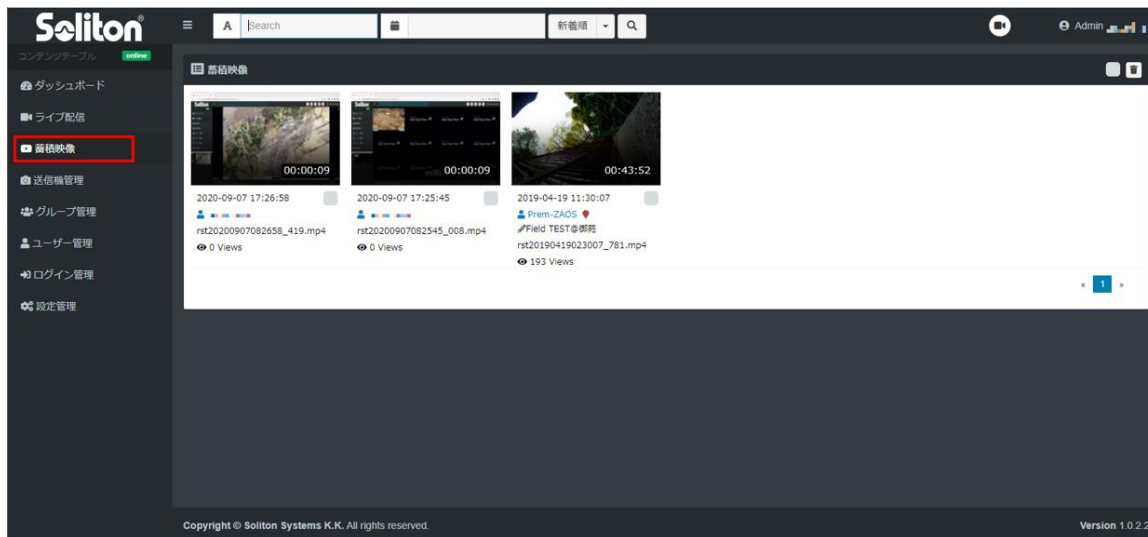 Soliton®
A Search
新着順
Admin
コンテンツテーブル online
ダッシュボード
ライブ配信
蓄積映像
送信機管理
グループ管理
ユーザー管理
ログイン管理
設定管理
蓄積映像
00:00:09
2020-09-07 17:26:58
rst20200907082658_419.mp4
0 Views
00:00:09
2020-09-07 17:25:45
rst20200907082545_008.mp4
0 Views
00:43:52
2019-04-19 11:30:07
Prem-ZAOS
Field TEST@御苑
rst20190419023007_781.mp4
193 Views
« 1 »
Copyright © Soliton Systems K.K. All rights reserved.
Version 1.0.2.2